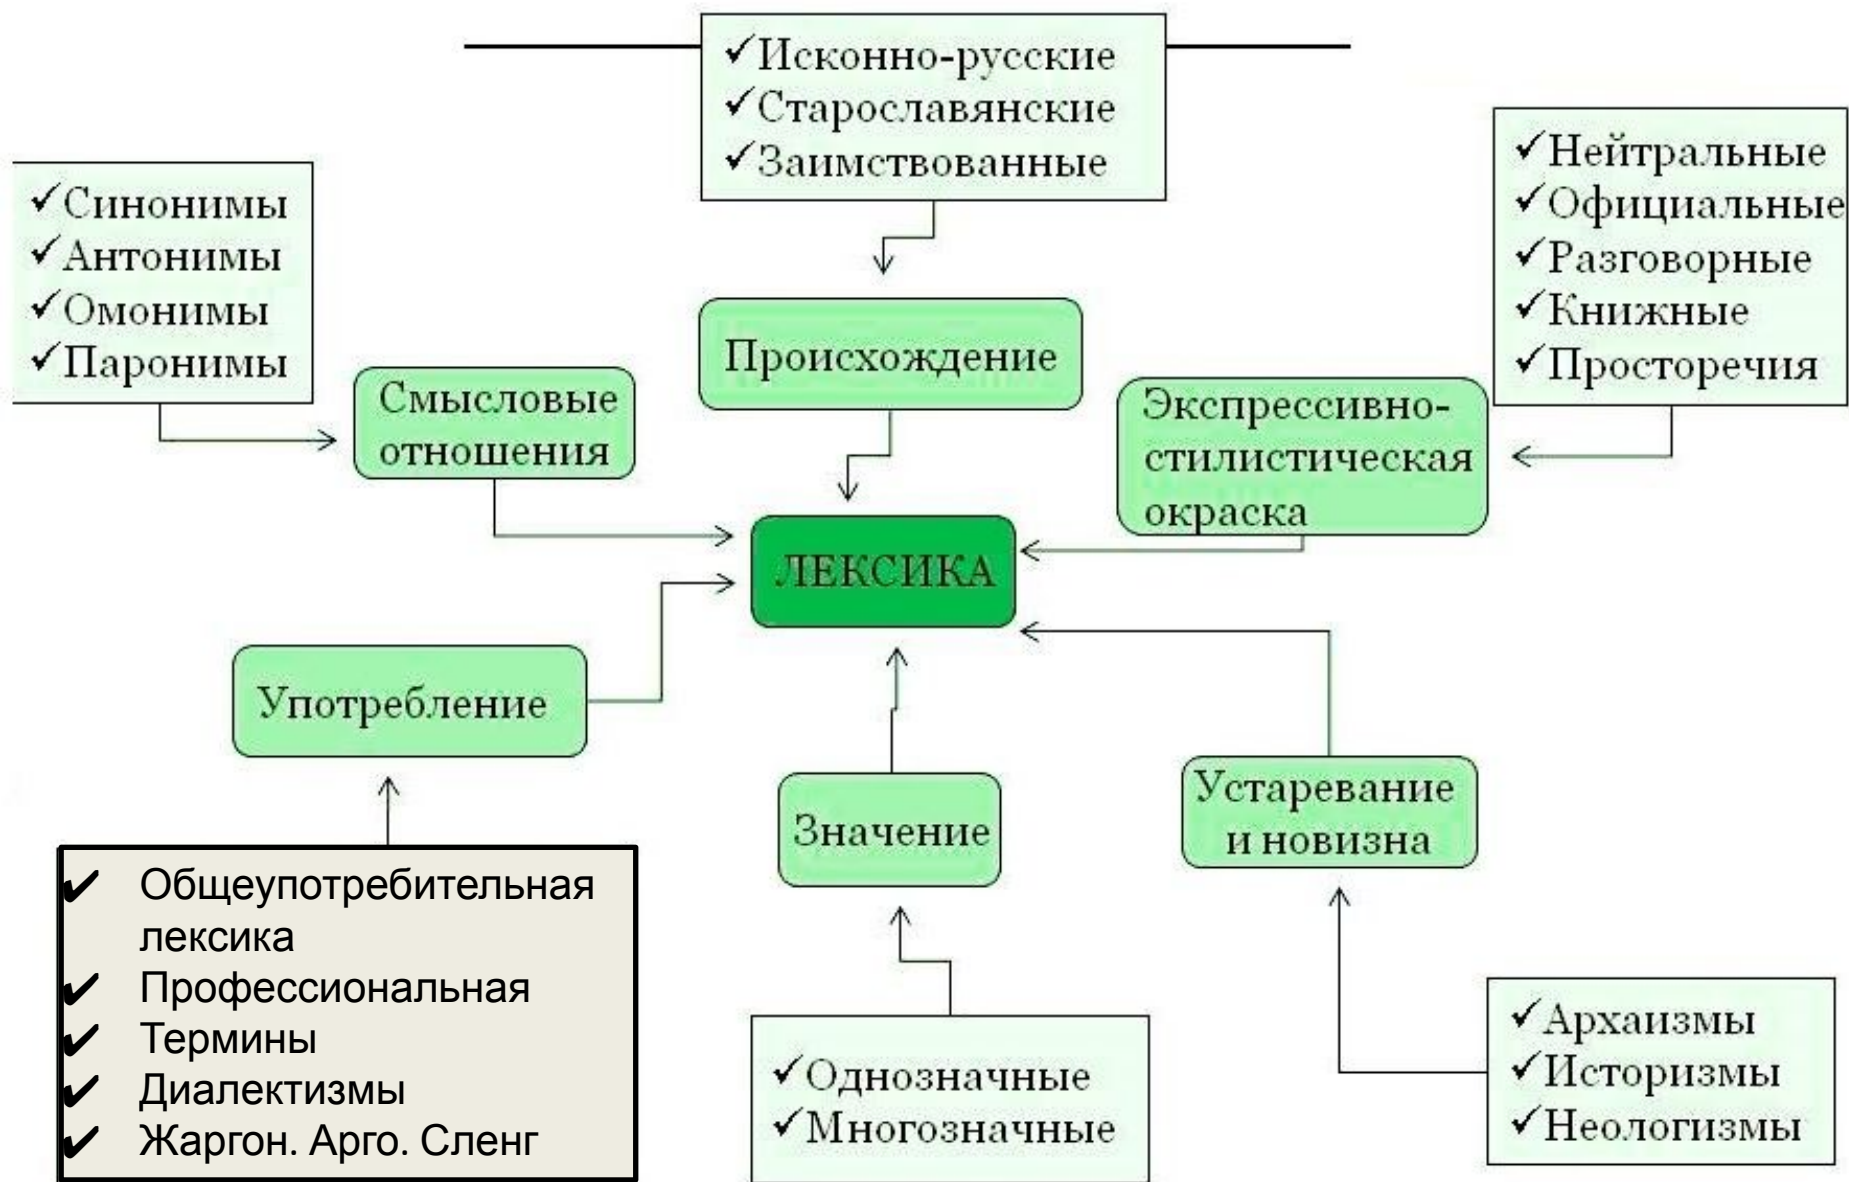 ✓Исконно-русские
✓Старославянские
✓Заимствованные
✓Нейтральные
✓Официальные
✓Разговорные
✓Книжные
✓Просторечия
✓Синонимы
✓Антонимы
✓Омонимы
✓Паронимы
Происхождение
Смысловые
отношения
Экспрессивно-
стилистическая
окраска
ЛЕКСИКА
Употребление
Значение
Устаревание
и новизна
✔ Общеупотребительная
лексика
✔ Профессиональная
✔ Термины
✔ Диалектизмы
✔ Жаргон. Арго. Сленг
✓Однозначные
✓Многозначные
✓Архаизмы
✓Историзмы
✓Неологизмы